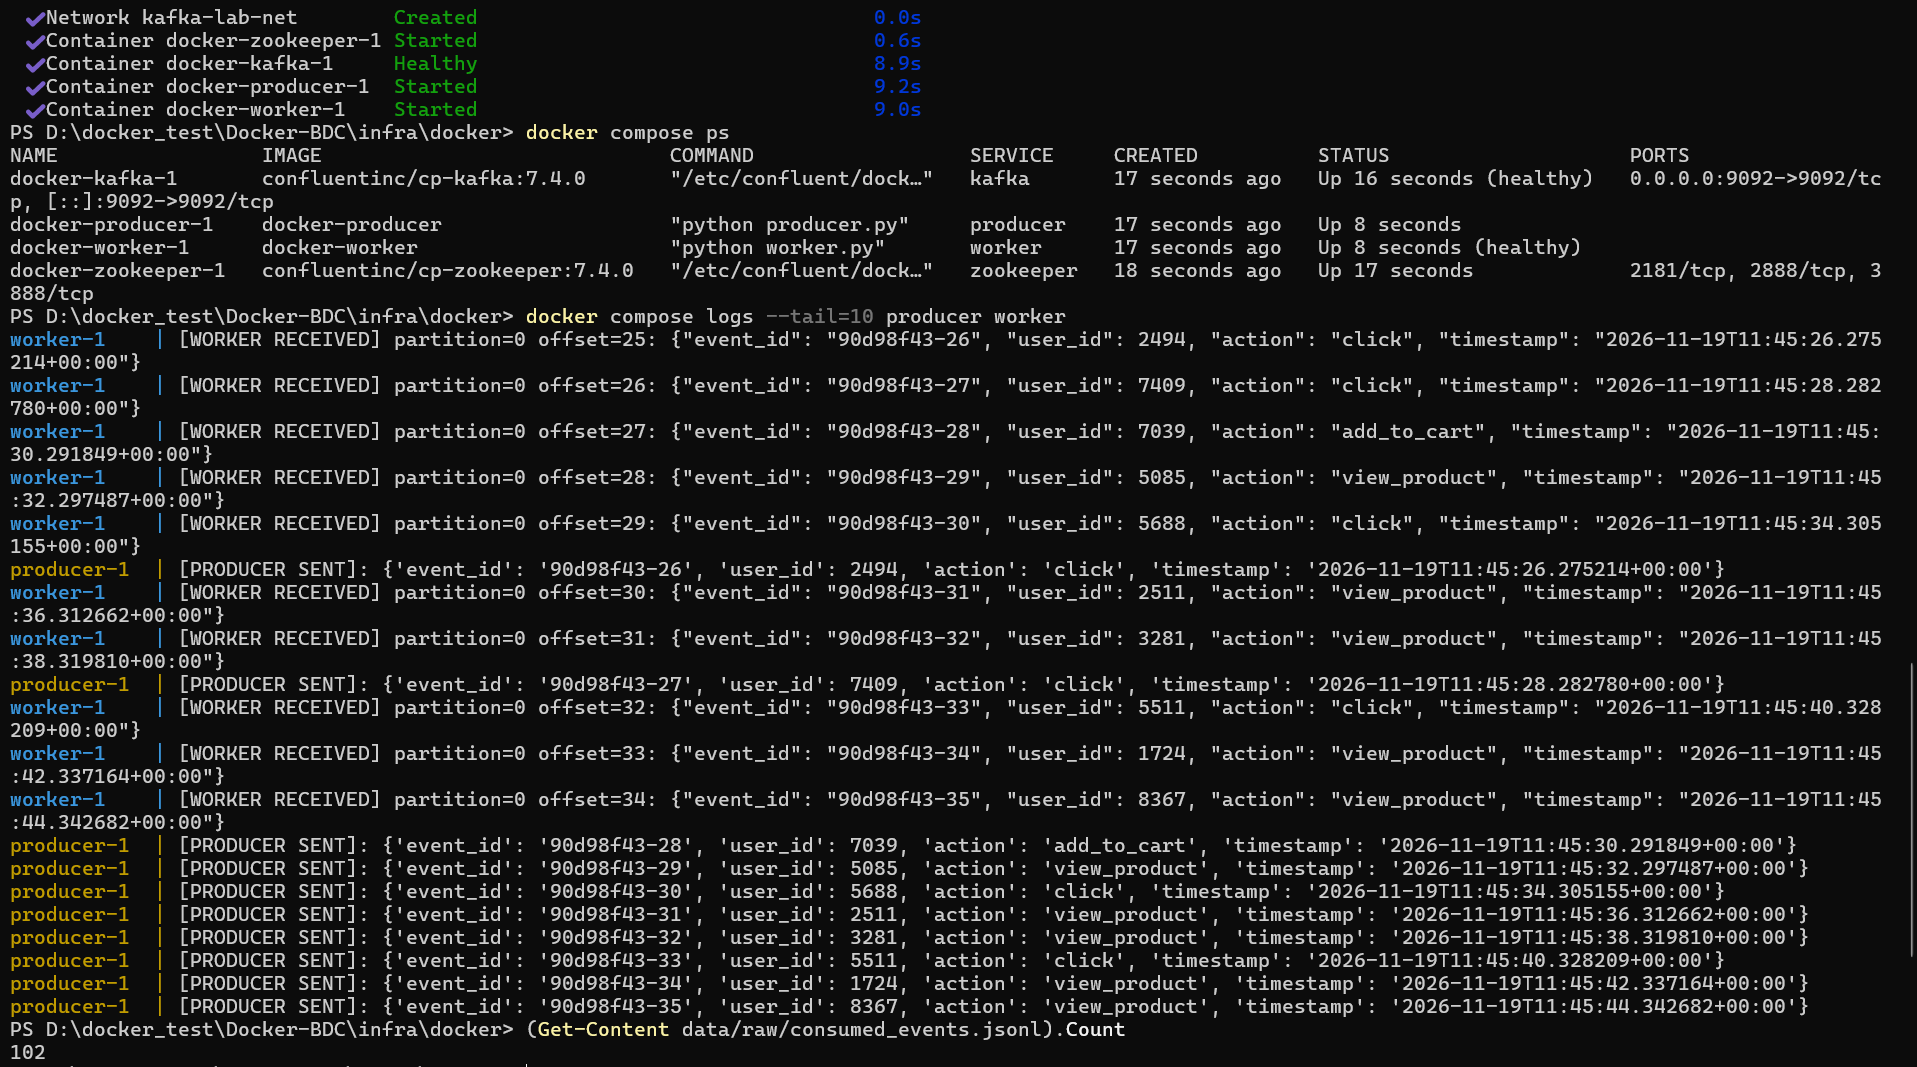 ✔Network kafka-lab-net        Created                                 0.0s
✔Container docker-zookeeper-1 Started                                 0.6s
✔Container docker-kafka-1     Healthy                                 8.9s
✔Container docker-producer-1  Started                                 9.2s
✔Container docker-worker-1    Started                                 9.0s
PS D:\docker_test\Docker-BDC\infra\docker> docker compose ps
NAME                 IMAGE                             COMMAND                  SERVICE     CREATED          STATUS                    PORTS
docker-kafka-1       confluentinc/cp-kafka:7.4.0       "/etc/confluent/dock…"   kafka       17 seconds ago   Up 16 seconds (healthy)   0.0.0.0:9092->9092/tc
p, [::]:9092->9092/tcp
docker-producer-1    docker-producer                   "python producer.py"     producer    17 seconds ago   Up 8 seconds
docker-worker-1      docker-worker                     "python worker.py"       worker      17 seconds ago   Up 8 seconds (healthy)
docker-zookeeper-1   confluentinc/cp-zookeeper:7.4.0   "/etc/confluent/dock…"   zookeeper   18 seconds ago   Up 17 seconds             2181/tcp, 2888/tcp, 3
888/tcp
PS D:\docker_test\Docker-BDC\infra\docker> docker compose logs --tail=10 producer worker
worker-1    | [WORKER RECEIVED] partition=0 offset=25: {"event_id": "90d98f43-26", "user_id": 2494, "action": "click", "timestamp": "2026-11-19T11:45:26.275
214+00:00"}
worker-1    | [WORKER RECEIVED] partition=0 offset=26: {"event_id": "90d98f43-27", "user_id": 7409, "action": "click", "timestamp": "2026-11-19T11:45:28.282
780+00:00"}
worker-1    | [WORKER RECEIVED] partition=0 offset=27: {"event_id": "90d98f43-28", "user_id": 7039, "action": "add_to_cart", "timestamp": "2026-11-19T11:45:
30.291849+00:00"}
worker-1    | [WORKER RECEIVED] partition=0 offset=28: {"event_id": "90d98f43-29", "user_id": 5085, "action": "view_product", "timestamp": "2026-11-19T11:45
:32.297487+00:00"}
worker-1    | [WORKER RECEIVED] partition=0 offset=29: {"event_id": "90d98f43-30", "user_id": 5688, "action": "click", "timestamp": "2026-11-19T11:45:34.305
155+00:00"}
producer-1  | [PRODUCER SENT]: {'event_id': '90d98f43-26', 'user_id': 2494, 'action': 'click', 'timestamp': '2026-11-19T11:45:26.275214+00:00'}
worker-1    | [WORKER RECEIVED] partition=0 offset=30: {"event_id": "90d98f43-31", "user_id": 2511, "action": "view_product", "timestamp": "2026-11-19T11:45
:36.312662+00:00"}
worker-1    | [WORKER RECEIVED] partition=0 offset=31: {"event_id": "90d98f43-32", "user_id": 3281, "action": "view_product", "timestamp": "2026-11-19T11:45
:38.319810+00:00"}
producer-1  | [PRODUCER SENT]: {'event_id': '90d98f43-27', 'user_id': 7409, 'action': 'click', 'timestamp': '2026-11-19T11:45:28.282780+00:00'}
worker-1    | [WORKER RECEIVED] partition=0 offset=32: {"event_id": "90d98f43-33", "user_id": 5511, "action": "click", "timestamp": "2026-11-19T11:45:40.328
209+00:00"}
worker-1    | [WORKER RECEIVED] partition=0 offset=33: {"event_id": "90d98f43-34", "user_id": 1724, "action": "view_product", "timestamp": "2026-11-19T11:45
:42.337164+00:00"}
worker-1    | [WORKER RECEIVED] partition=0 offset=34: {"event_id": "90d98f43-35", "user_id": 8367, "action": "view_product", "timestamp": "2026-11-19T11:45
:44.342682+00:00"}
producer-1  | [PRODUCER SENT]: {'event_id': '90d98f43-28', 'user_id': 7039, 'action': 'add_to_cart', 'timestamp': '2026-11-19T11:45:30.291849+00:00'}
producer-1  | [PRODUCER SENT]: {'event_id': '90d98f43-29', 'user_id': 5085, 'action': 'view_product', 'timestamp': '2026-11-19T11:45:32.297487+00:00'}
producer-1  | [PRODUCER SENT]: {'event_id': '90d98f43-30', 'user_id': 5688, 'action': 'click', 'timestamp': '2026-11-19T11:45:34.305155+00:00'}
producer-1  | [PRODUCER SENT]: {'event_id': '90d98f43-31', 'user_id': 2511, 'action': 'view_product', 'timestamp': '2026-11-19T11:45:36.312662+00:00'}
producer-1  | [PRODUCER SENT]: {'event_id': '90d98f43-32', 'user_id': 3281, 'action': 'view_product', 'timestamp': '2026-11-19T11:45:38.319810+00:00'}
producer-1  | [PRODUCER SENT]: {'event_id': '90d98f43-33', 'user_id': 5511, 'action': 'click', 'timestamp': '2026-11-19T11:45:40.328209+00:00'}
producer-1  | [PRODUCER SENT]: {'event_id': '90d98f43-34', 'user_id': 1724, 'action': 'view_product', 'timestamp': '2026-11-19T11:45:42.337164+00:00'}
producer-1  | [PRODUCER SENT]: {'event_id': '90d98f43-35', 'user_id': 8367, 'action': 'view_product', 'timestamp': '2026-11-19T11:45:44.342682+00:00'}
PS D:\docker_test\Docker-BDC\infra\docker> (Get-Content data/raw/consumed_events.jsonl).Count
102